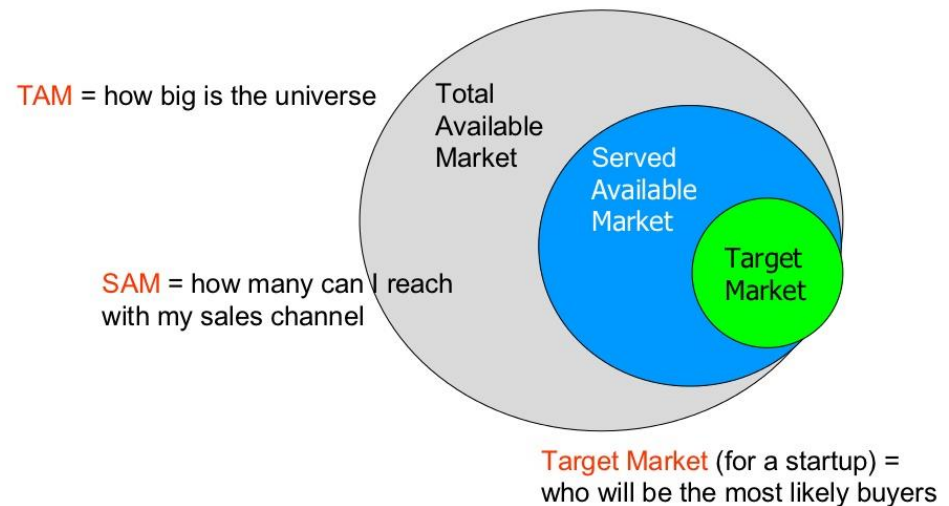 TAM = how big is the universe
Total
Available
Market
Served
Available
Market
Target
Market
SAM = how many can I reach
with my sales channel
Target Market (for a startup) =
who will be the most likely buyers